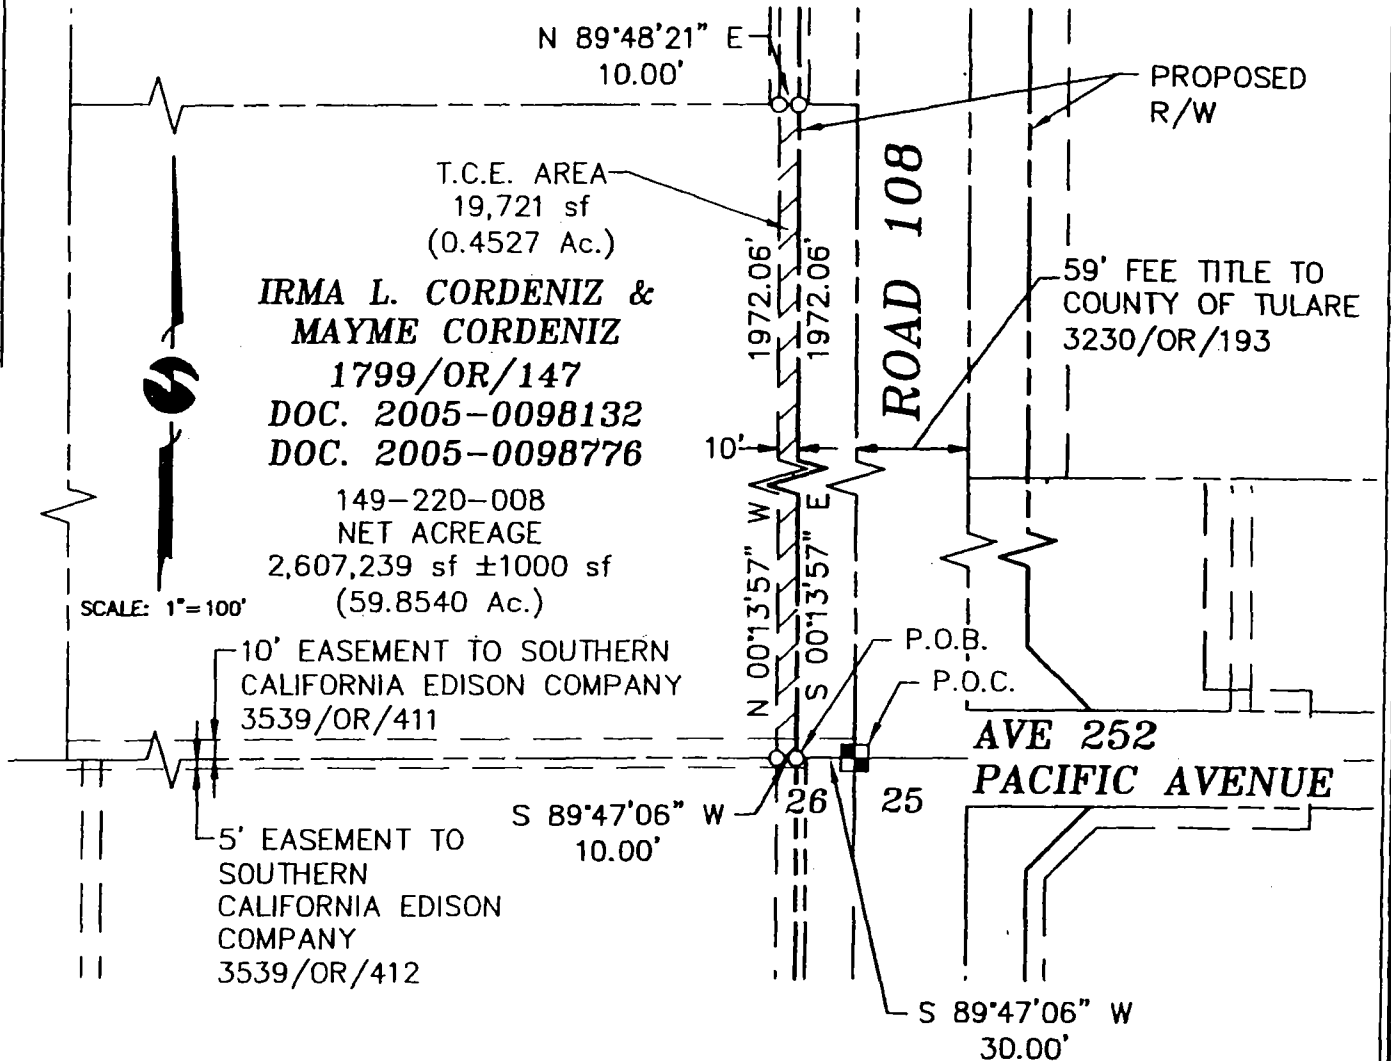 N 89°48'21" E
10.00'
PROPOSED
R/W
T.C.E. AREA
19,721 sf
(0.4527 Ac.)
IRMA L. CORDENIZ &
MAYME CORDENIZ
1799/OR/147
DOC. 2005-0098132
DOC. 2005-0098776
149-220-008
NET ACREAGE
2,607,239 sf ±1000 sf
(59.8540 Ac.)
SCALE: 1"=100'
1972.06'
1972.06'
ROAD 108
59' FEE TITLE TO
COUNTY OF TULARE
3230/OR/193
10'
N 00°13'57" W
S 00°13'57" E
10' EASEMENT TO SOUTHERN
CALIFORNIA EDISON COMPANY
3539/OR/411
P.O.B.
P.O.C.
AVE 252
PACIFIC AVENUE
26
25
S 89°47'06" W
10.00'
5' EASEMENT TO
SOUTHERN
CALIFORNIA EDISON
COMPANY
3539/OR/412
S 89°47'06" W
30.00'